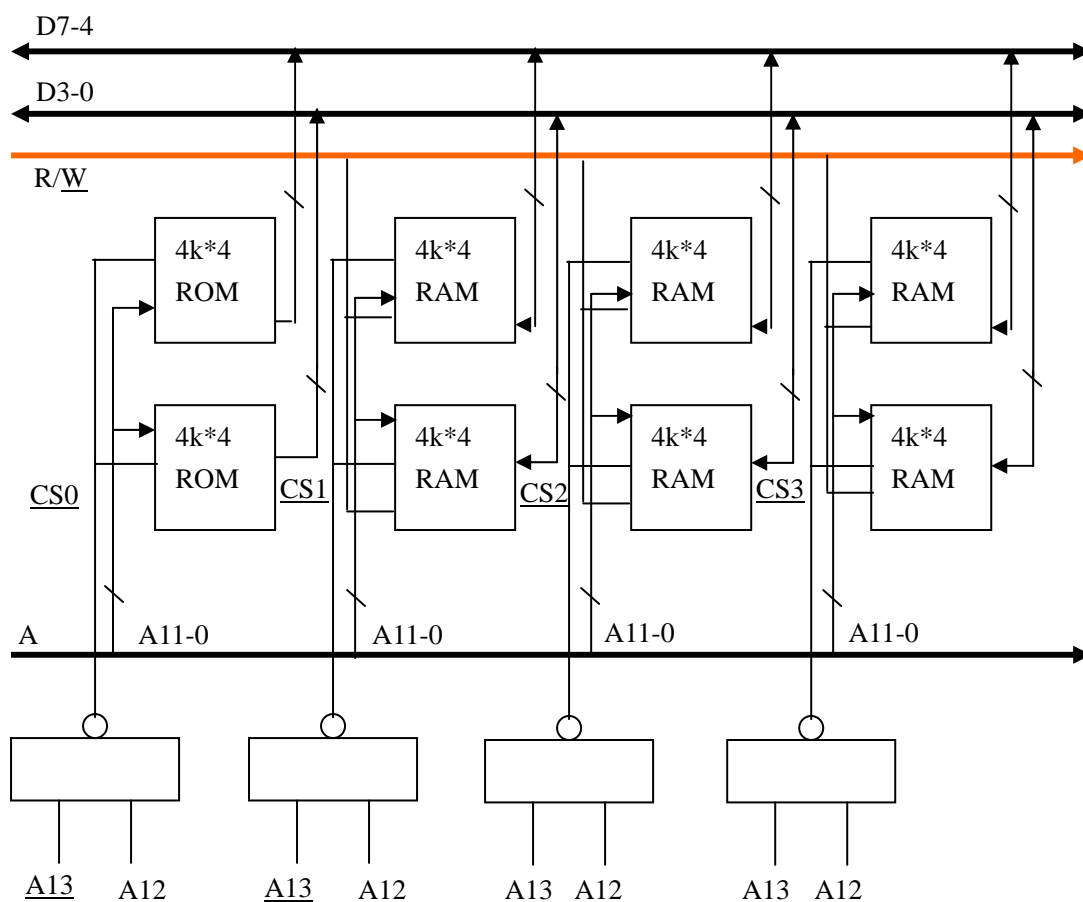 D7-4
D3-0
R/W
4k*4
ROM
4k*4
RAM
4k*4
RAM
4k*4
RAM
4k*4
ROM
4k*4
RAM
4k*4
RAM
4k*4
RAM
CS0
CS1
CS2
CS3
A
A11-0
A11-0
A11-0
A11-0
A13 A12
A13 A12
A13 A12
A13 A12